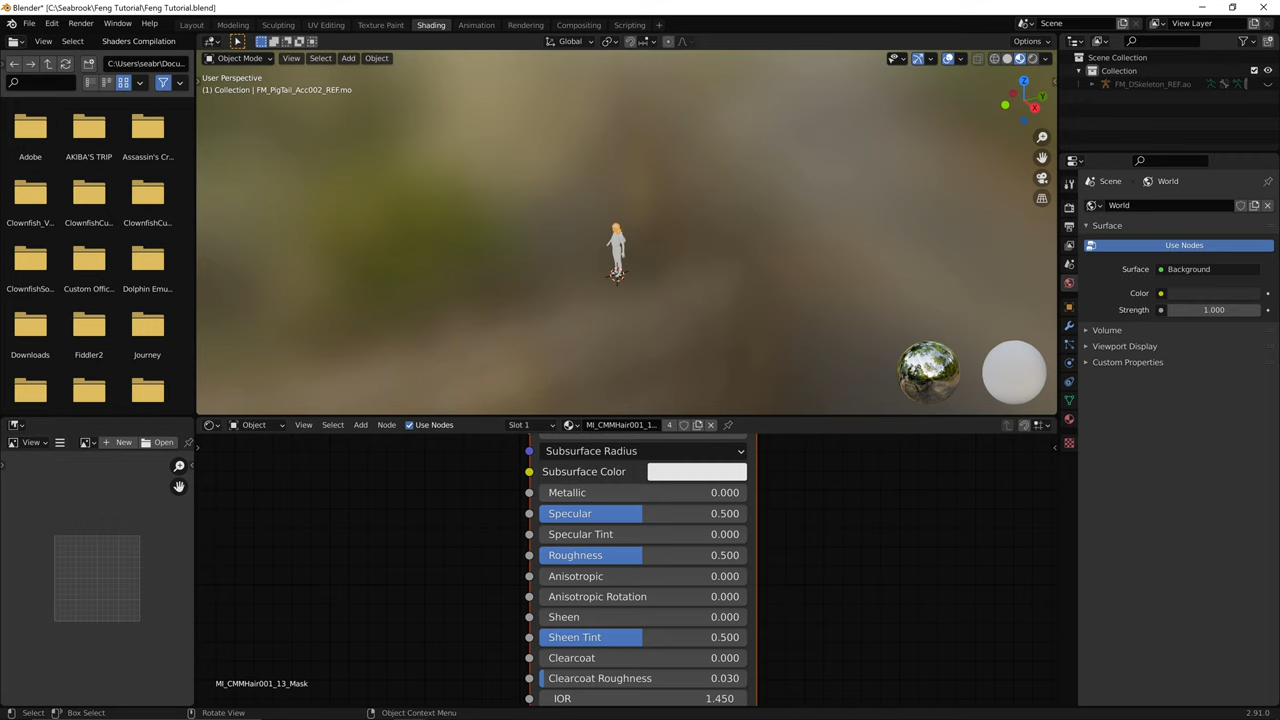 Blender* [C:\Seabrook\Feng Tutorial\Feng Tutorial.blend]
File Edit Render Window Help Layout Modeling Sculpting UV Editing Texture Paint Shading Animation Rendering Compositing Scripting Scene View Layer
View Select Shaders Compilation Global Options
C:\Users\seabr\Docu... Object Mode View Select Add Object
User Perspective
(1) Collection | FM_PigTail_Acc002_REF.mo
Scene Collection
Collection
FM_DSkeleton_REF.ao
Z
Y
X
Adobe AKIBA'S TRIP Assassin's Cr...
Clownfish_V... ClownfishCu... ClownfishCu...
ClownfishSo... Custom Offic... Dolphin Emu...
Downloads Fiddler2 Journey
Scene World
World
Surface
Use Nodes
Surface Background
Color
Strength 1.000
Volume
Viewport Display
Custom Properties
Object View Select Add Node Use Nodes Slot 1 MI_CMMHair001_1... 4
View New Open
Subsurface Radius
Subsurface Color
Metallic 0.000
Specular 0.500
Specular Tint 0.000
Roughness 0.500
Anisotropic 0.000
Anisotropic Rotation 0.000
Sheen 0.000
Sheen Tint 0.500
Clearcoat 0.000
Clearcoat Roughness 0.030
IOR 1.450
MI_CMMHair001_13_Mask
Select Box Select Rotate View Object Context Menu 2.91.0